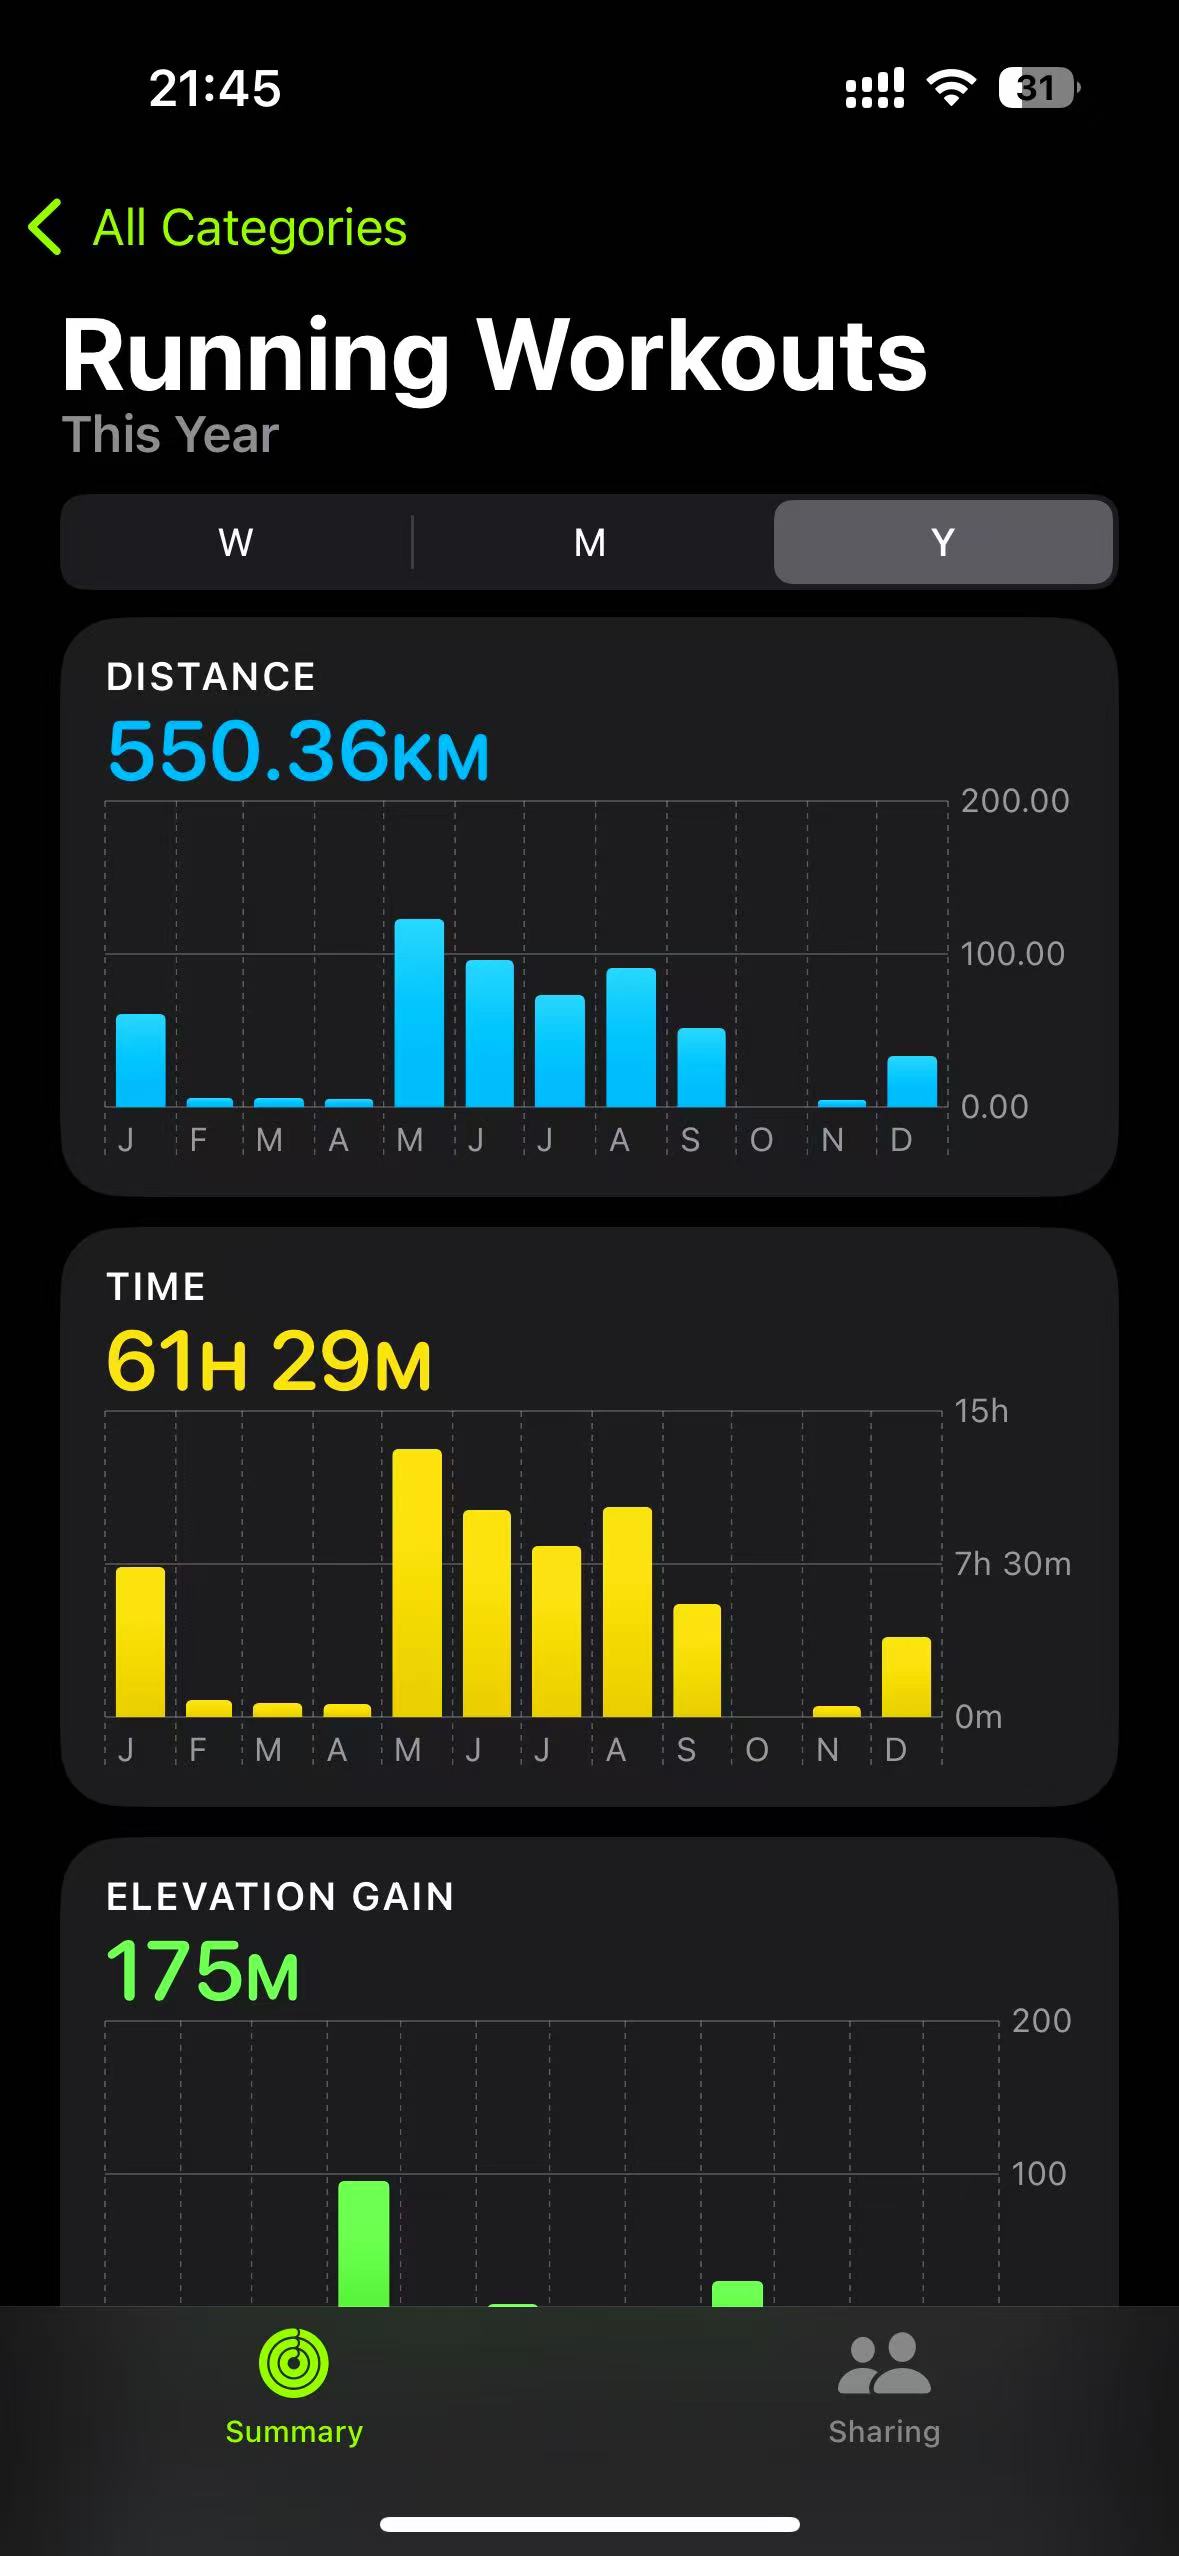 21:45 31
All Categories
Running Workouts
This Year
W M Y
DISTANCE
550.36KM
200.00
100.00
0.00
J F M A M J J A S O N D
TIME
61H 29M
15h
7h 30m
0m
J F M A M J J A S O N D
ELEVATION GAIN
175M
200
100
Summary Sharing